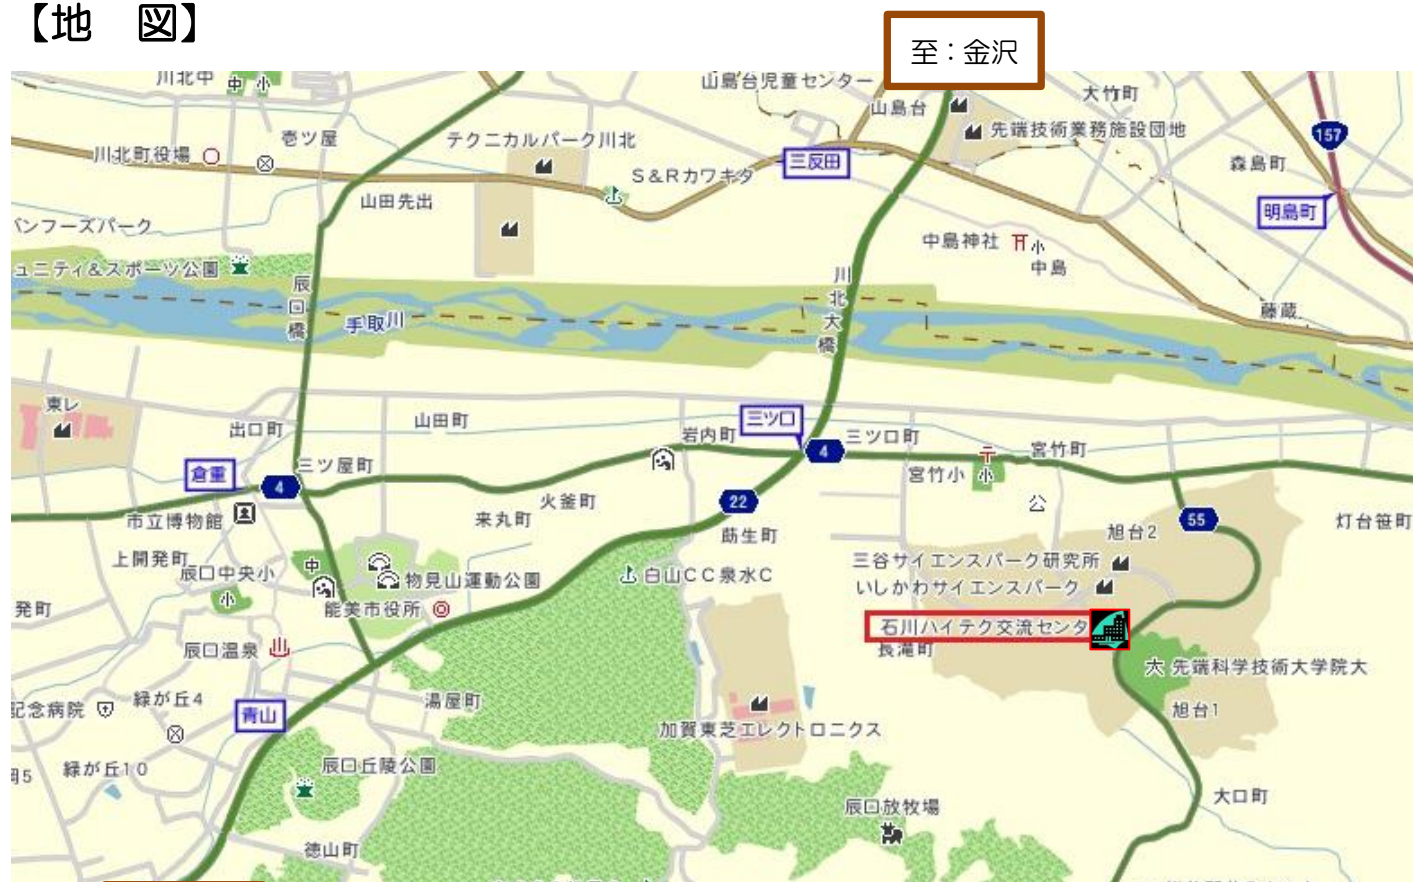 【地　図】
至：金沢
川北中
中
小
山島台児童センター
山島台
大竹町
先端技術業務施設団地
157
壱ツ屋
テクニカルパーク川北
川北町役場
三反田
森島町
S&Rカワキタ
山田先出
明島町
バンフーズパーク
中島神社
小
中島
ュニティ&スポーツ公園
辰口橋
川北大橋
手取川
藤蔵
東レ
出口町
山田町
岩内町
三ツ口
三ツ口町
宮竹町
4
倉重
三ツ屋町
4
宮竹小
小
22
火釜町
来丸町
市立博物館
公
55
灯台笹町
莇生町
旭台2
上開発町
辰口中央小
中
小
物見山運動公園
白山CC泉水C
三谷サイエンスパーク研究所
いしかわサイエンスパーク
発町
能美市役所
石川ハイテク交流センタ
長滝町
辰口温泉
大 先端科学技術大学院大
緑が丘4
記念病院
青山
湯屋町
旭台1
加賀東芝エレクトロニクス
緑が丘10
辰口丘陵公園
大口町
辰口放牧場
徳山町